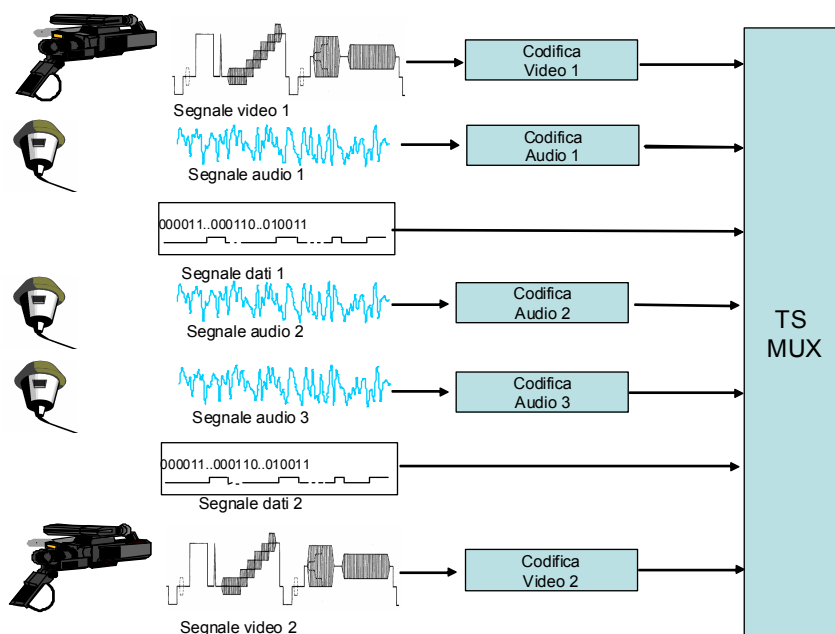 Codifica
Video 1
Segnale video 1
Codifica
Audio 1
Segnale audio 1
000011..000110..010011
Segnale dati 1
Codifica
Audio 2
Segnale audio 2
TS
MUX
Codifica
Audio 3
Segnale audio 3
000011..000110..010011
Segnale dati 2
Codifica
Video 2
Segnale video 2